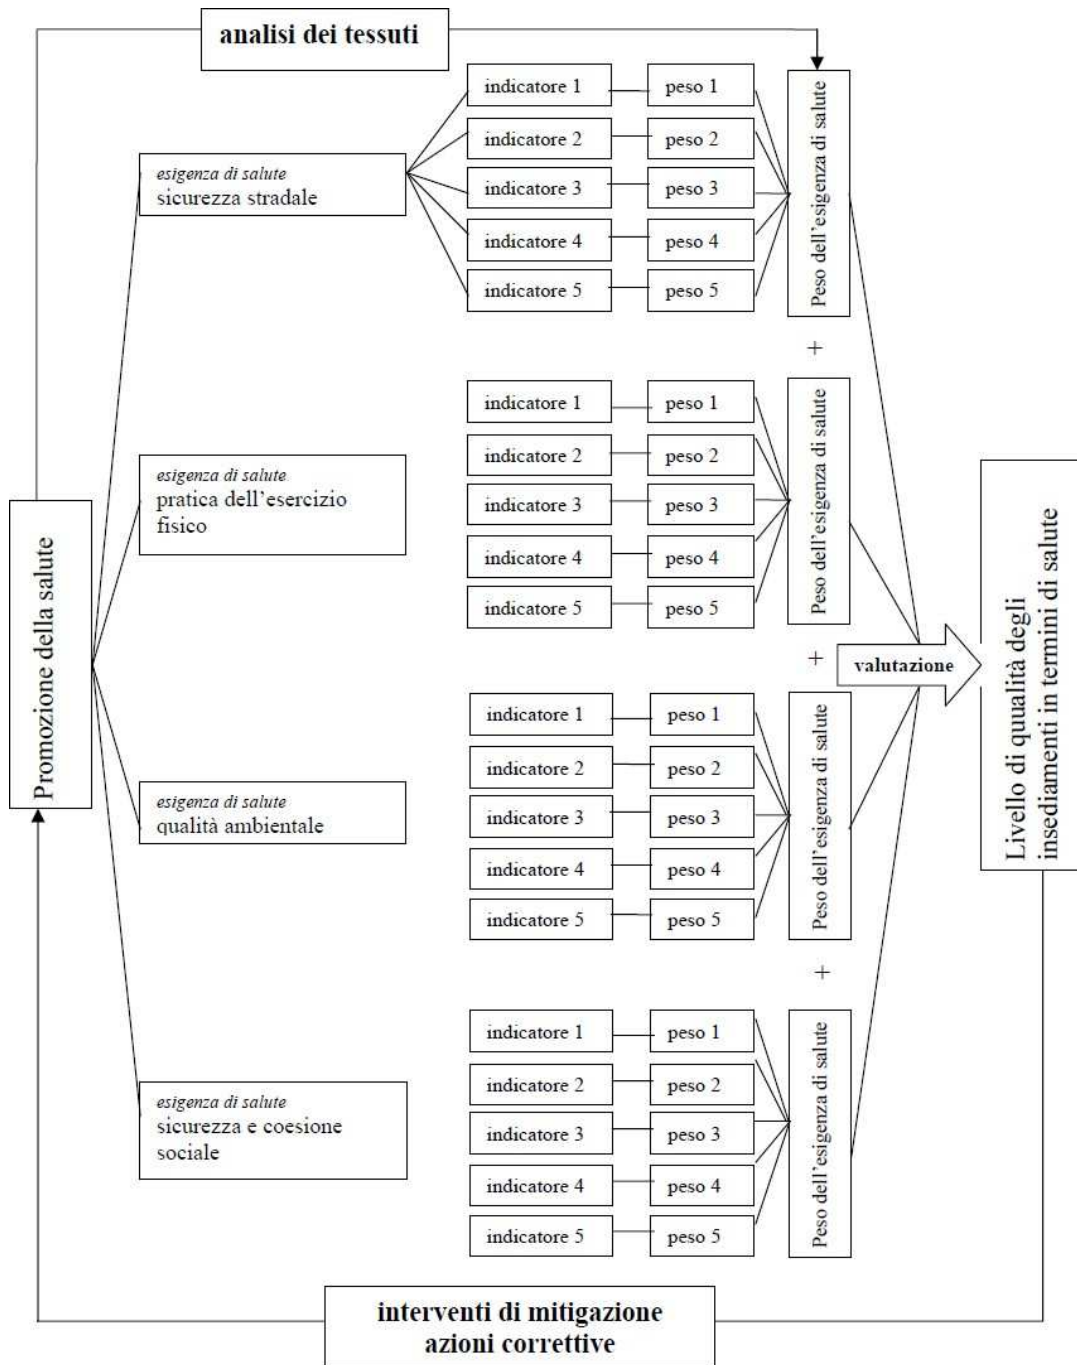 analisi dei tessuti
indicatore 1
peso 1
indicatore 2
peso 2
esigenza di salute
sicurezza stradale
indicatore 3
peso 3
indicatore 4
peso 4
indicatore 5
peso 5
Peso dell'esigenza di salute
+
indicatore 1
peso 1
indicatore 2
peso 2
esigenza di salute
pratica dell'esercizio
fisico
indicatore 3
peso 3
indicatore 4
peso 4
indicatore 5
peso 5
Peso dell'esigenza di salute
+
Promozione della salute
valutazione
Livello di qualità degli
insediamenti in termini di salute
indicatore 1
peso 1
indicatore 2
peso 2
esigenza di salute
qualità ambientale
indicatore 3
peso 3
indicatore 4
peso 4
indicatore 5
peso 5
Peso dell'esigenza di salute
+
indicatore 1
peso 1
indicatore 2
peso 2
esigenza di salute
sicurezza e coesione
sociale
indicatore 3
peso 3
indicatore 4
peso 4
indicatore 5
peso 5
Peso dell'esigenza di salute
interventi di mitigazione
azioni correttive